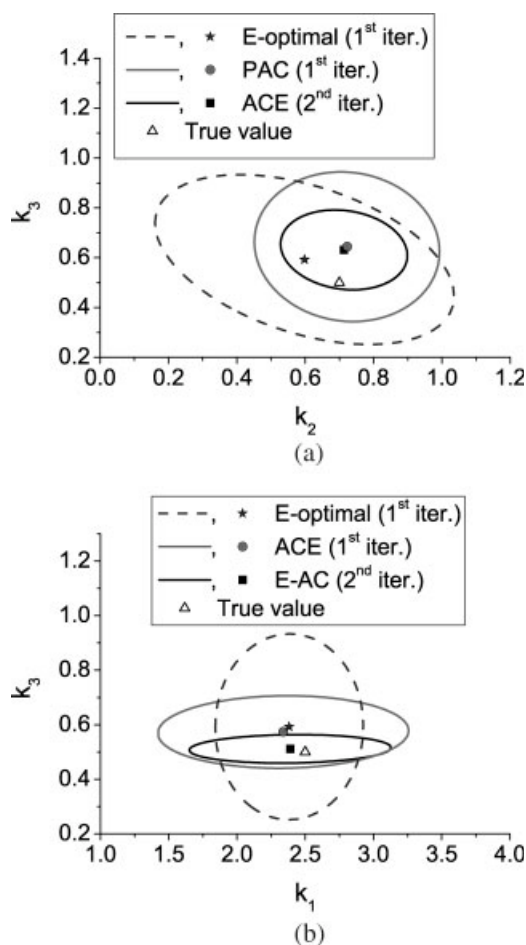 E-optimal (1st iter.)
PAC (1st iter.)
ACE (2nd iter.)
True value
k3
1.4
1.2
1.0
0.8
0.6
0.4
0.2
0.0 0.2 0.4 0.6 0.8 1.0 1.2
k2
(a)
E-optimal (1st iter.)
ACE (1st iter.)
E-AC (2nd iter.)
True value
k3
1.2
1.0
0.8
0.6
0.4
0.2
1.0 1.5 2.0 2.5 3.0 3.5 4.0
k1
(b)